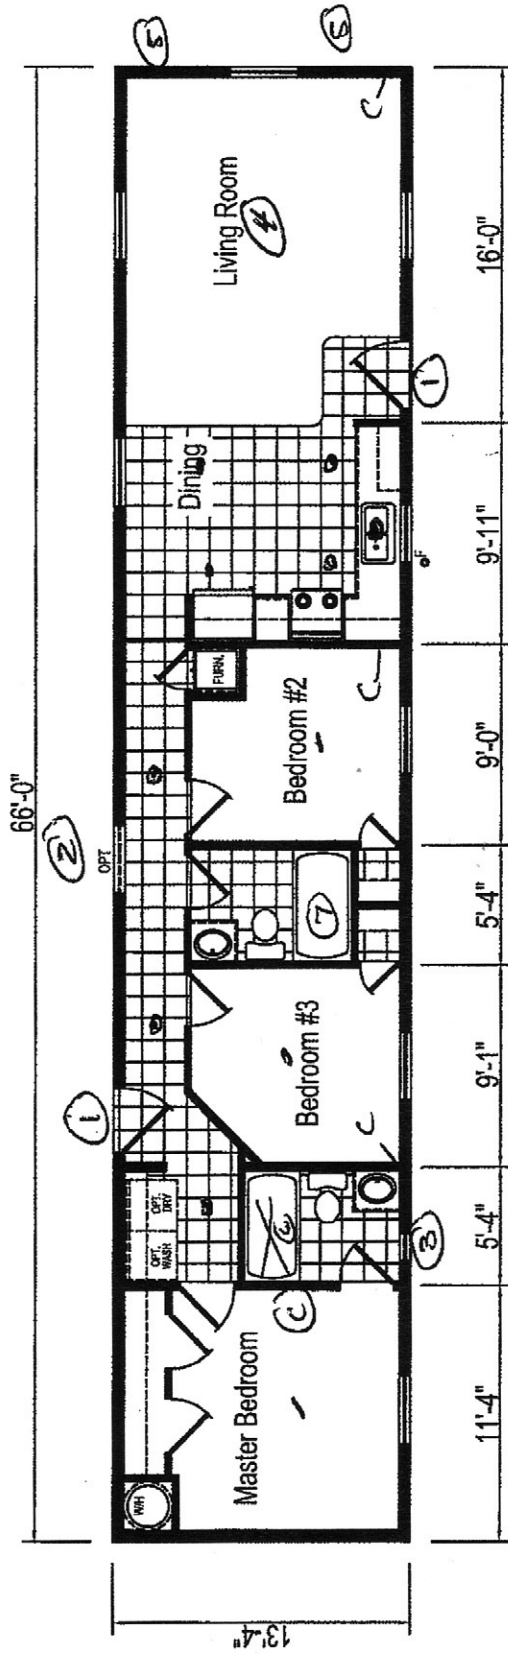 66'-0"
5
5
2
OPT
1
Living Room
4
C
Dining
1
F
FURN.
Bedroom #2
C
7
Bedroom #3
C
OPT. WASH
OPT. DRY
3
C
Master Bedroom
W/H
13'-4"
11'-4"
5'-4"
9'-1"
5'-4"
9'-0"
9'-11"
16'-0"